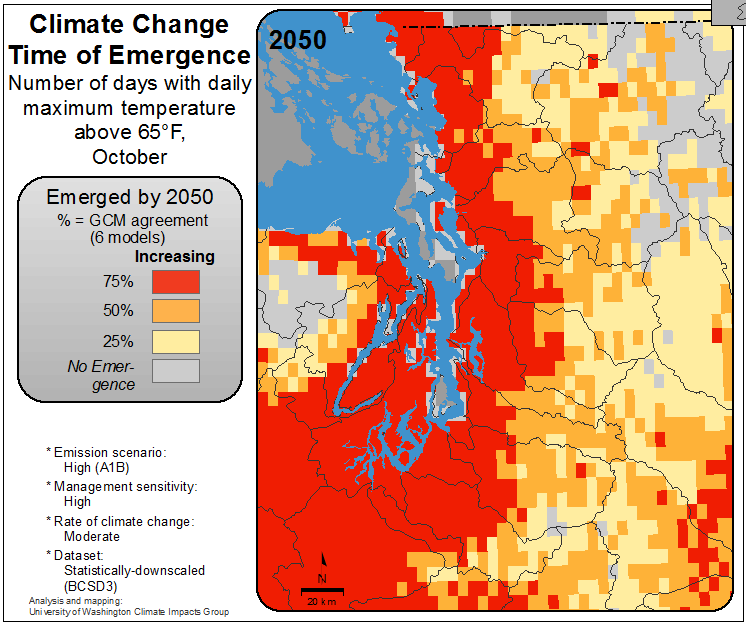 Climate Change
Time of Emergence
Number of days with daily
maximum temperature
above 65°F,
October
2050
Emerged by 2050
% = GCM agreement
(6 models)
Increasing
75%
50%
25%
No Emer-
gence
* Emission scenario:
High (A1B)
* Management sensitivity:
High
* Rate of climate change:
Moderate
* Dataset:
Statistically-downscaled
(BCSD3)
Analysis and mapping:
University of Washington Climate Impacts Group
N
20 km